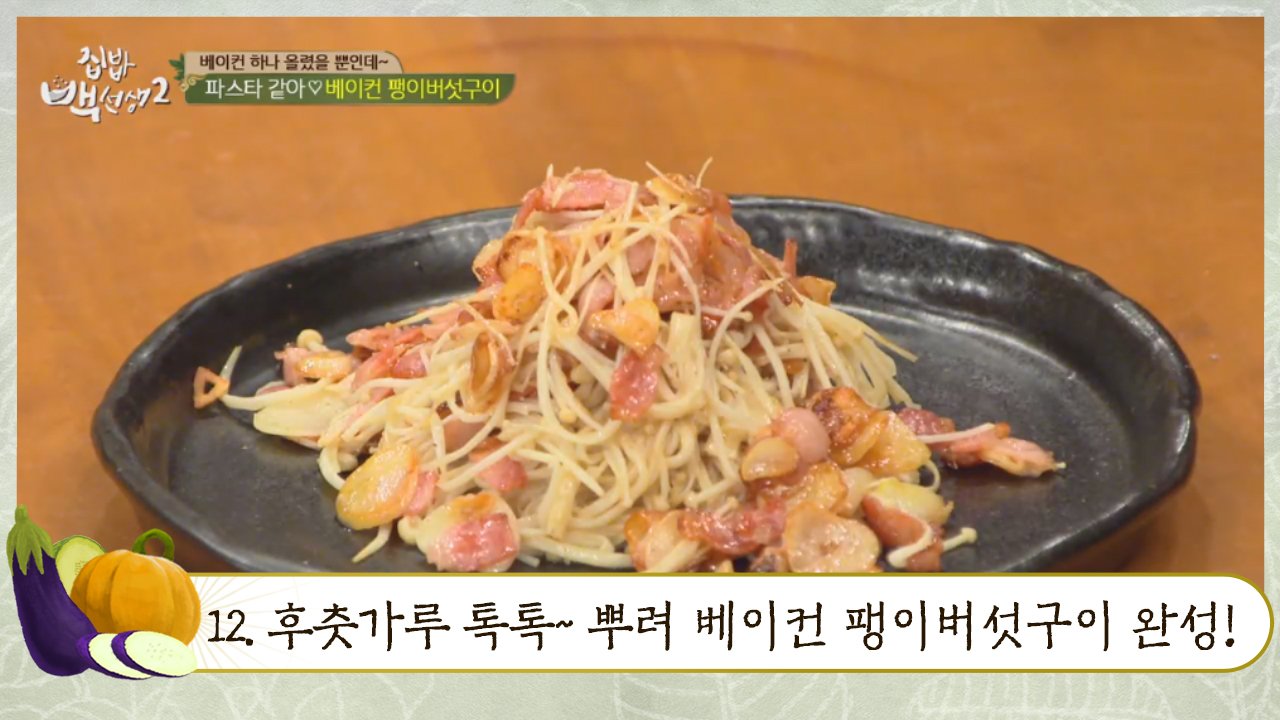 집밥
백선생2
베이컨 하나 올렸을 뿐인데~
파스타 같아♡베이컨 팽이버섯구이
12. 후춧가루 톡톡~ 뿌려 베이컨 팽이버섯구이 완성!